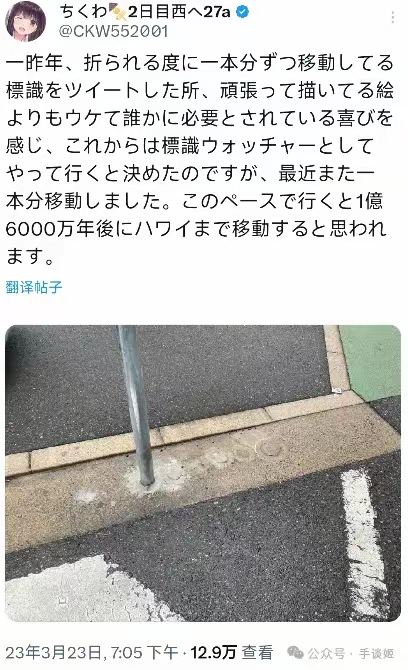 ちくわ🍢2日目西へ27a
@CKW552001
一昨年、折られる度に一本分ずつ移動してる
標識をツイートした所、頑張って描いてる絵
よりもウケて誰かに必要とされている喜びを
感じ、これからは標識ウォッチャーとして
やって行くと決めたのですが、最近また一
本分移動しました。このペースで行くと1億
6000万年後にハワイまで移動すると思われ
ます。
翻译帖子
23年3月23日, 7:05 下午 · 12.9万 查看
公众号 · 手谈姬